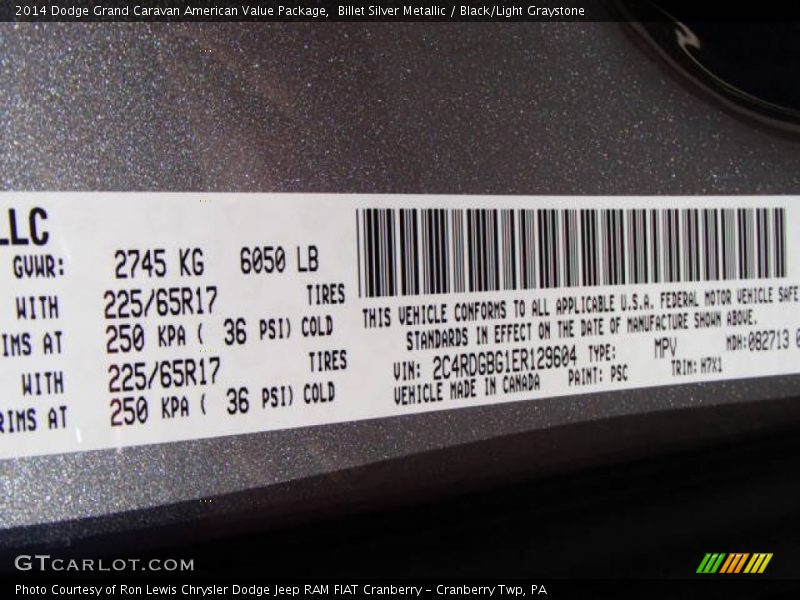 2014 Dodge Grand Caravan American Value Package,  Billet Silver Metallic / Black/Light Graystone
LLC
GVWR: 2745 KG 6050 LB
WITH 225/65R17 TIRES
RIMS AT 250 KPA ( 36 PSI) COLD
WITH 225/65R17 TIRES
RIMS AT 250 KPA ( 36 PSI) COLD
THIS VEHICLE CONFORMS TO ALL APPLICABLE U.S.A. FEDERAL MOTOR VEHICLE SAFE
STANDARDS IN EFFECT ON THE DATE OF MANUFACTURE SHOWN ABOVE.
VIN: 2C4RDGBG1ER129604 TYPE: MPV MDH: 082713 0
VEHICLE MADE IN CANADA PAINT: PSC TRIM: H7X1
GTCARLOT.COM
Photo Courtesy of Ron Lewis Chrysler Dodge Jeep RAM FIAT Cranberry – Cranberry Twp, PA